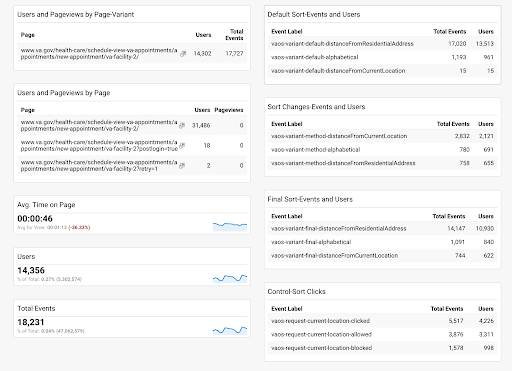 Users and Pageviews by Page-Variant
Page Users Total Events
www.va.gov/health-care/schedule-view-va-appointments/a
ppointments/new-appointment/va-facility-2/ 14,302 17,727
Users and Pageviews by Page
Page Users Pageviews
www.va.gov/health-care/schedule-view-va-appointments/a
ppointments/new-appointment/va-facility-2/ 31,486 0
www.va.gov/health-care/schedule-view-va-appointments/a
ppointments/new-appointment/va-facility-2?postlogin=true 18 0
www.va.gov/health-care/schedule-view-va-appointments/a
ppointments/new-appointment/va-facility-2?retry=1 2 0
Avg. Time on Page
00:00:46
Avg for View: 00:01:12 (-36.33%)
Users
14,356
% of Total: 0.27% (5,302,574)
Total Events
18,231
% of Total: 0.04% (47,062,579)
Default Sort-Events and Users
Event Label Total Events Users
vaos-variant-default-distanceFromResidentialAddress 17,020 13,513
vaos-variant-default-alphabetical 1,193 961
vaos-variant-default-distanceFromCurrentLocation 15 15
Sort Changes-Events and Users
Event Label Total Events Users
vaos-variant-method-distanceFromCurrentLocation 2,832 2,121
vaos-variant-method-alphabetical 780 691
vaos-variant-method-distanceFromResidentialAddress 758 655
Final Sort-Events and Users
Event Label Total Events Users
vaos-variant-final-distanceFromResidentialAddress 14,147 10,930
vaos-variant-final-alphabetical 1,091 840
vaos-variant-final-distanceFromCurrentLocation 744 622
Control-Sort Clicks
Event Label Total Events Users
vaos-request-current-location-clicked 5,517 4,226
vaos-request-current-location-allowed 3,876 3,311
vaos-request-current-location-blocked 1,578 998